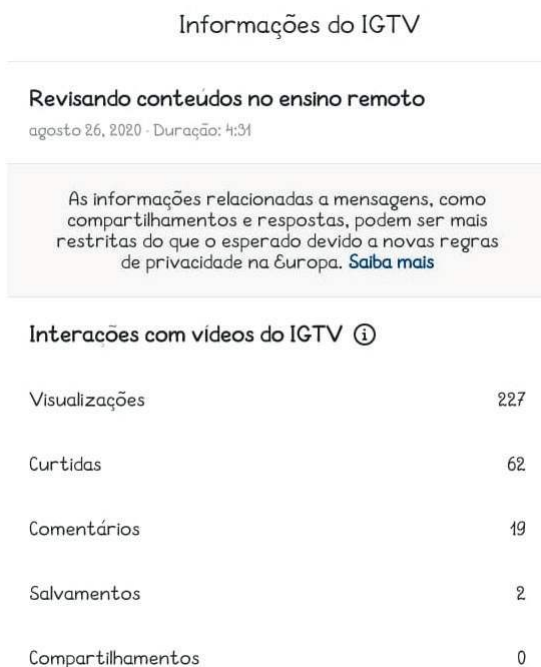 Informações do IGTV
Revisando conteúdos no ensino remoto
agosto 26, 2020 · Duração: 4:31
As informações relacionadas a mensagens, como
compartilhamentos e respostas, podem ser mais
restritas do que o esperado devido a novas regras
de privacidade na Europa. Saiba mais
Interacões com vídeos do IGTV
Visualizações 227
Curtidas 62
Comentários 19
Salvamentos 2
Compartilhamentos 0